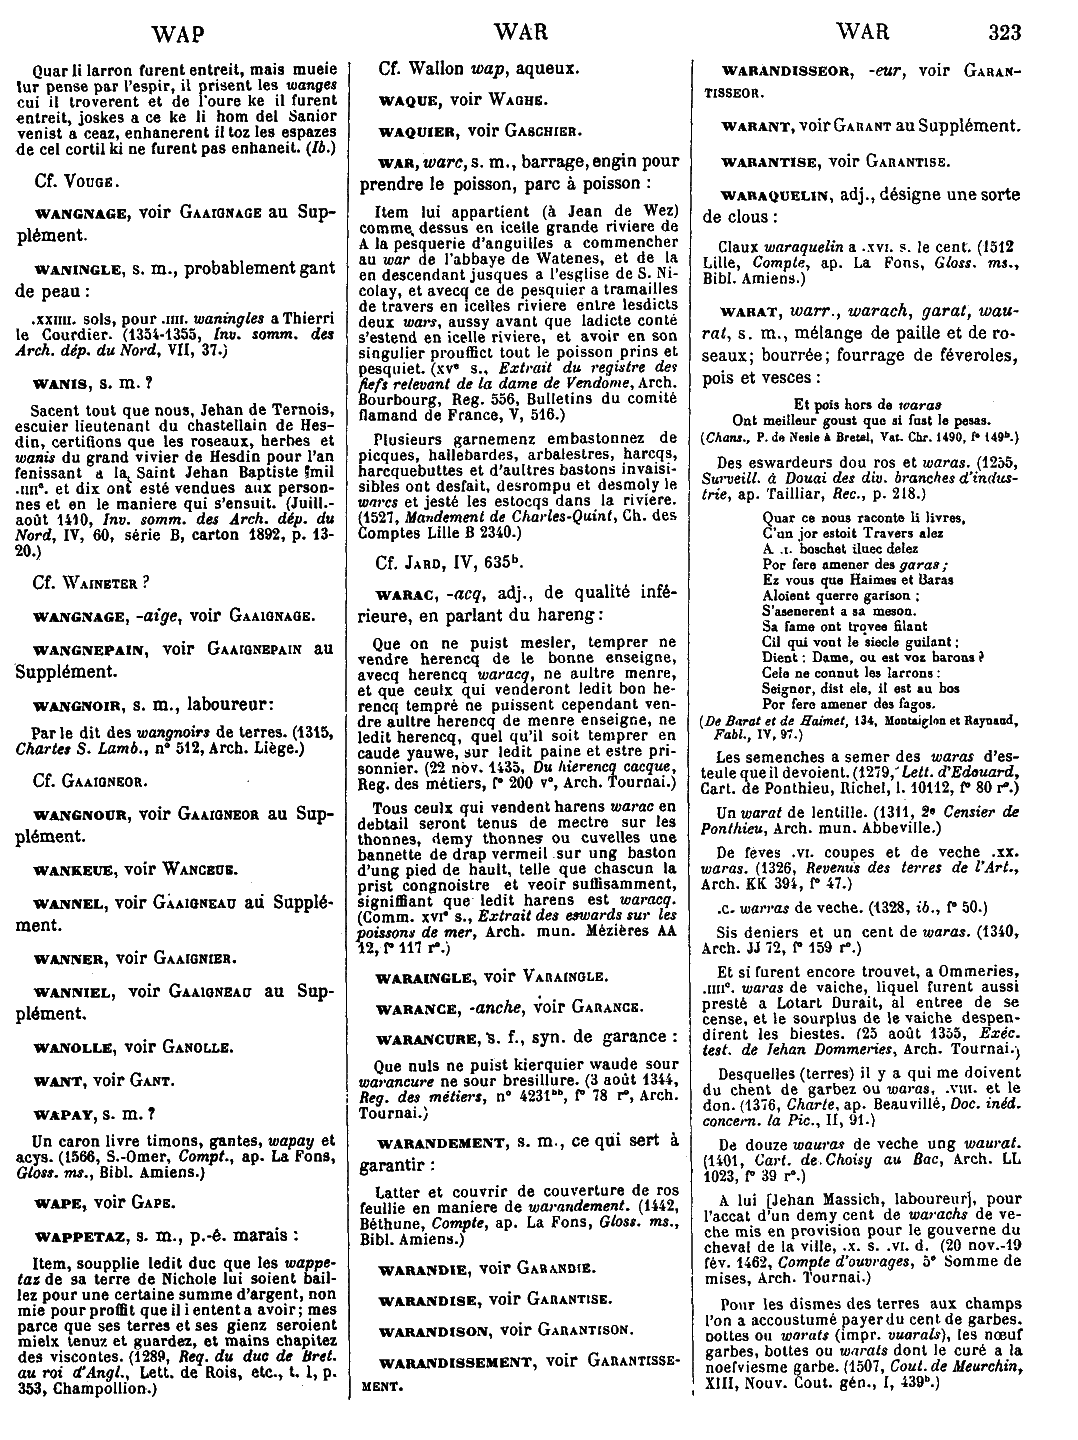 WAP
WAR
WAR
323
Quar li larron furent entreit, mais mueie
lur pense par l'espir, il prisent les wanges
cui il troverent et de l'oure ke il furent
entreit, joskes a ce ke li hom del Sanior
venist a ceaz, enhanerent il toz les espazes
de cel cortil ki ne furent pas enhaneit. (Ib.)
Cf. VOUGE.
WANGNAGE, voir GAAIGNAGE au Sup-
plément.
WANINGLE, s. m., probablement gant
de peau :
.XXIIII. sols, pour .IIII. waningles a Thierri
le Courdier. (1354-1355, Inv. somm. des
Arch. dép. du Nord, VII, 37.)
WANIS, s. m. ?
Sacent tout que nous, Jehan de Ternois,
escuier lieutenant du chastellain de Hes-
din, certifions que les roseaux, herbes et
wanis du grand vivier de Hesdin pour l'an
fenissant a la Saint Jehan Baptiste mil
.IIIIᶜ. et dix ont esté vendues aux person-
nes et en le maniere qui s'ensuit. (Juill.-
août 1410, Inv. somm. des Arch. dép. du
Nord, IV, 60, série B, carton 1892, p. 13-
20.)
Cf. WAINETER ?
WANGNAGE, -aige, voir GAAIGNAGE.
WANGNEPAIN, voir GAAIGNEPAIN au
Supplément.
WANGNOIR, s. m., laboureur:
Par le dit des wangnoirs de terres. (1315,
Chartes S. Lamb., n° 512, Arch. Liège.)
Cf. GAAIGNEOR.
WANGNOUR, voir GAAIGNEOR au Sup-
plément.
WANKEUE, voir WANCEUE.
WANNEL, voir GAAIGNEAU au Supplé-
ment.
WANNER, voir GAAIGNIER.
WANNIEL, voir GAAIGNEAU au Sup-
plément.
WANOLLE, voir GANOLLE.
WANT, voir GANT.
WAPAY, s. m. ?
Un caron livre timons, gantes, wapay et
acys. (1566, S.-Omer, Compt., ap. La Fons,
Gloss. ms., Bibl. Amiens.)
WAPE, voir GAPE.
WAPPETAZ, s. m., p.-ê. marais :
Item, soupplie ledit duc que les wappe-
taz de sa terre de Nichole lui soient bail-
lez pour une certaine summe d'argent, non
mie pour proffit que il i entent a avoir ; mes
parce que ses terres et ses gienz seroient
mielx tenuz et guardez, et mains chapitez
des viscontes. (1289, Req. du duc de Bret.
au roi d'Angl., Lett. de Rois, etc., t. I, p.
353, Champollion.)
Cf. Wallon wap, aqueux.
WAQUE, voir WAGHE.
WAQUIER, voir GASCHIER.
WAR, warc, s. m., barrage, engin pour
prendre le poisson, parc à poisson :
Item lui appartient (à Jean de Wez)
comme dessus en icelle grande riviere de
A la pesquerie d'anguilles a commencher
au war de l'abbaye de Watenes, et de la
en descendant jusques a l'esglise de S. Ni-
colay, et avecq ce de pesquier a tramailles
de travers en icelles riviere entre lesdicts
deux wars, aussy avant que ladicte conté
s'estend en icelle riviere, et avoir en son
singulier prouffict tout le poisson prins et
pesquiet. (XVᵉ s., Extrait du registre des
fiefs relevant de la dame de Vendome, Arch.
Bourbourg, Reg. 556, Bulletins du comité
flamand de France, V, 516.)
Plusieurs garnemenz embastonnez de
picques, hallebardes, arbalestres, harcqs,
harcquebuttes et d'aultres bastons invaisi-
sibles ont desfait, desrompu et desmoly le
warcs et jesté les estocqs dans la riviere.
(1527, Mandement de Charles-Quint, Ch. des
Comptes Lille B 2340.)
Cf. JARD, IV, 635ᵇ.
WARAC, -acq, adj., de qualité infé-
rieure, en parlant du hareng :
Que on ne puist mesler, temprer ne
vendre herencq de le bonne enseigne,
avecq herencq waracq, ne aultre menre,
et que ceulx qui venderont ledit bon he-
rencq tempré ne puissent cependant ven-
dre aultre herencq de menre enseigne, ne
ledit herencq, quel qu'il soit temprer en
caude yauwe, sur ledit paine et estre pri-
sonnier. (22 nov. 1435, Du hierencq cacque,
Reg. des métiers, f° 200 v°, Arch. Tournai.)
Tous ceulx qui vendent harens warac en
debtail seront tenus de mectre sur les
thonnes, demy thonnes ou cuvelles une
bannette de drap vermeil sur ung baston
d'ung pied de hault, telle que chascun la
prist congnoistre et veoir suffisamment,
signiffiant que ledit harens est waracq.
(Comm. XVIᵉ s., Extrait des eswards sur les
poissons de mer, Arch. mun. Mézières AA
12, f° 117 r°.)
WARAINGLE, voir VARAINGLE.
WARANCE, -anche, voir GARANCE.
WARANCURE, s. f., syn. de garance :
Que nuls ne puist kierquier waude sour
warancure ne sour bresillure. (3 août 1344,
Reg. des métiers, n° 4231ᵇᵇ, f° 78 r°, Arch.
Tournai.)
WARANDEMENT, s. m., ce qui sert à
garantir :
Latter et couvrir de couverture de ros
feuilie en maniere de warandement. (1442,
Béthune, Compte, ap. La Fons, Gloss. ms.,
Bibl. Amiens.)
WARANDIE, voir GARANDIE.
WARANDISE, voir GARANTISE.
WARANDISON, voir GARANTISON.
WARANDISSEMENT, voir GARANTISSE-
MENT.
WARANDISSEOR, -eur, voir GARAN-
TISSEOR.
WARANT, voir GARANT au Supplément.
WARANTISE, voir GARANTISE.
WARAQUELIN, adj., désigne une sorte
de clous :
Claux waraquelin a .XVI. s. le cent. (1512
Lille, Compte, ap. La Fons, Gloss. ms.,
Bibl. Amiens.)
WARAT, warr., warach, garat, wau-
rat, s. m., mélange de paille et de ro-
seaux; bourrée; fourrage de féveroles,
pois et vesces :
Et pois hors de waras
Ont meilleur goust que si fust le pesas.
(Chans., P. de Nesle à Bretel, Vat. Chr. 1490, f° 149ᵇ.)
Des eswardeurs dou ros et waras. (1255,
Surveill. à Douai des div. branches d'indus-
trie, ap. Tailliar, Rec., p. 218.)
Quar ce nous raconte li livres,
C'un jor estoit Travers alez
A .I. boschet iluec delez
Por fere amener des garas ;
Ez vous que Haimes et Baras
Aloient querre garison ;
S'asenerent a sa meson.
Sa fame ont trovee filant
Cil qui vont le siecle guilant ;
Dient : Dame, ou est voz barons ?
Cele ne connut les larrons :
Seignor, dist ele, il est au bos
Por fere amener des fagos.
(De Barat et de Haimet, 134, Montaiglon et Raynaud,
Fabl., IV, 97.)
Les semenches a semer des waras d'es-
teule que il devoient. (1279, Lett. d'Edouard,
Cart. de Ponthieu, Richel, l. 10112, f° 80 r°.)
Un warat de lentille. (1311, 2ᵉ Censier de
Ponthieu, Arch. mun. Abbeville.)
De feves .VI. coupes et de veche .XX.
waras. (1326, Revenus des terres de l'Art.,
Arch. KK 394, f° 47.)
.C. warras de veche. (1328, ib., f° 50.)
Sis deniers et un cent de waras. (1340,
Arch. JJ 72, f° 159 r°.)
Et si furent encore trouvet, a Ommeries,
.IIIIᶜ. waras de vaiche, liquel furent aussi
presté a Lotart Durait, al entree de se
cense, et le sourplus de le vaiche despen-
dirent les biestes. (25 août 1355, Exéc.
test. de Jehan Dommeries, Arch. Tournai.)
Desquelles (terres) il y a qui me doivent
du chent de garbez ou waras, .VIII. et le
don. (1376, Charte, ap. Beauvillé, Doc. inéd.
concern. la Pic., II, 91.)
De douze wauras de veche ung waurat.
(1401, Cart. de Choisy au Bac, Arch. LL
1023, f° 39 r°.)
A lui [Jehan Massich, laboureur], pour
l'accat d'un demy cent de warachs de ve-
che mis en provision pour le gouverne du
cheval de la ville, .X. s. .VI. d. (20 nov.-19
fév. 1462, Compte d'ouvrages, 5ᵉ Somme de
mises, Arch. Tournai.)
Pour les dismes des terres aux champs
l'on a accoustumé payer du cent de garbes.
bottes ou warats (impr. vuarats), les nœuf
garbes, bottes ou warats dont le curé a la
noefviesme garbe. (1507, Cout. de Meurchin,
XIII, Nouv. Cout. gén., I, 439ᵇ.)